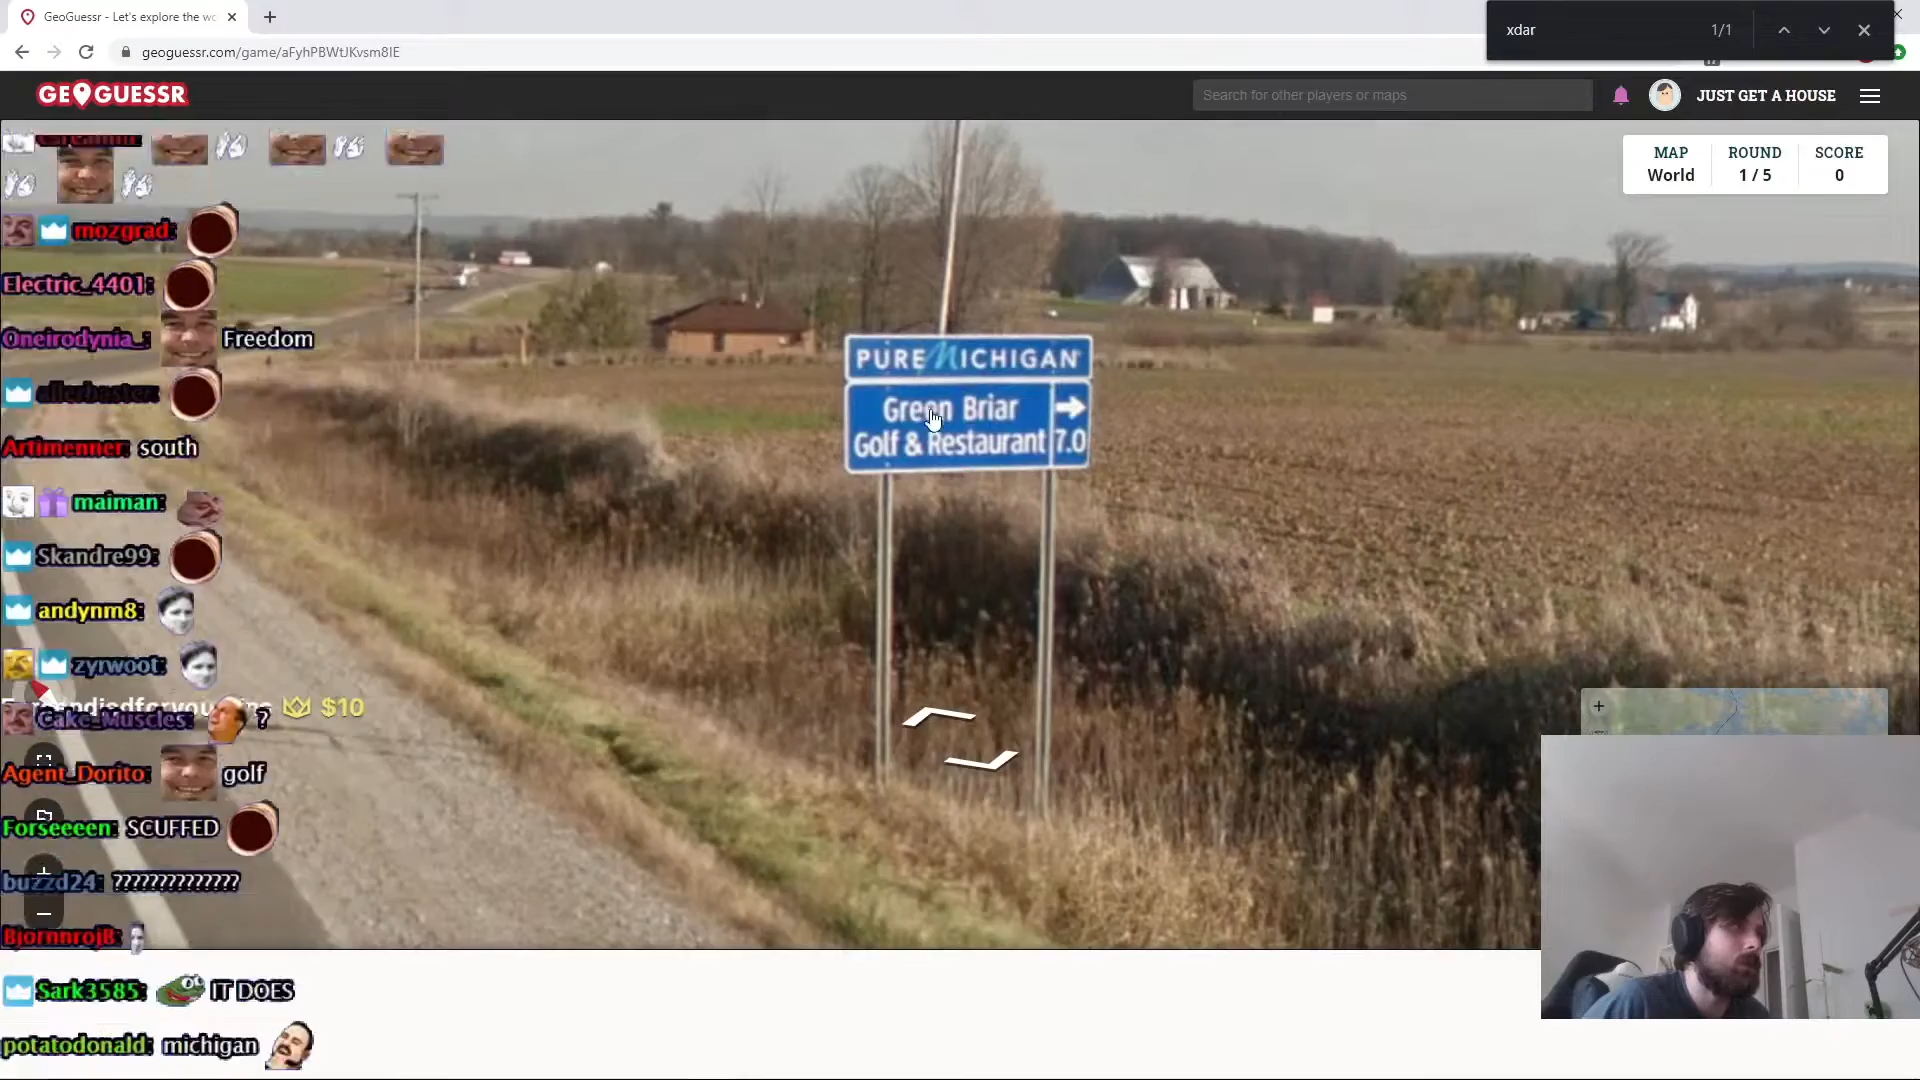 GeoGuessr - Let's explore the wo
xdar
1/1
geoguessr.com/game/aFyhPBWtJKvsm8IE
GEOGUESSR
Search for other players or maps
JUST GET A HOUSE
MAP ROUND SCORE
World 1 / 5 0
mozgrad:
Electric_4401:
Oneirodynia_: Freedom
allerbester:
Artimenner: south
maiman:
Skandre99:
andynm8:
zyrwoot:
$10
Cake_Muscles: ?
Agent_Dorito: golf
Forseeeen: SCUFFED
buzzd24: ?????????????
BjornnrojB:
Sark3585: IT DOES
potatodonald: michigan
PURE MICHIGAN
Green Briar
Golf & Restaurant 7.0